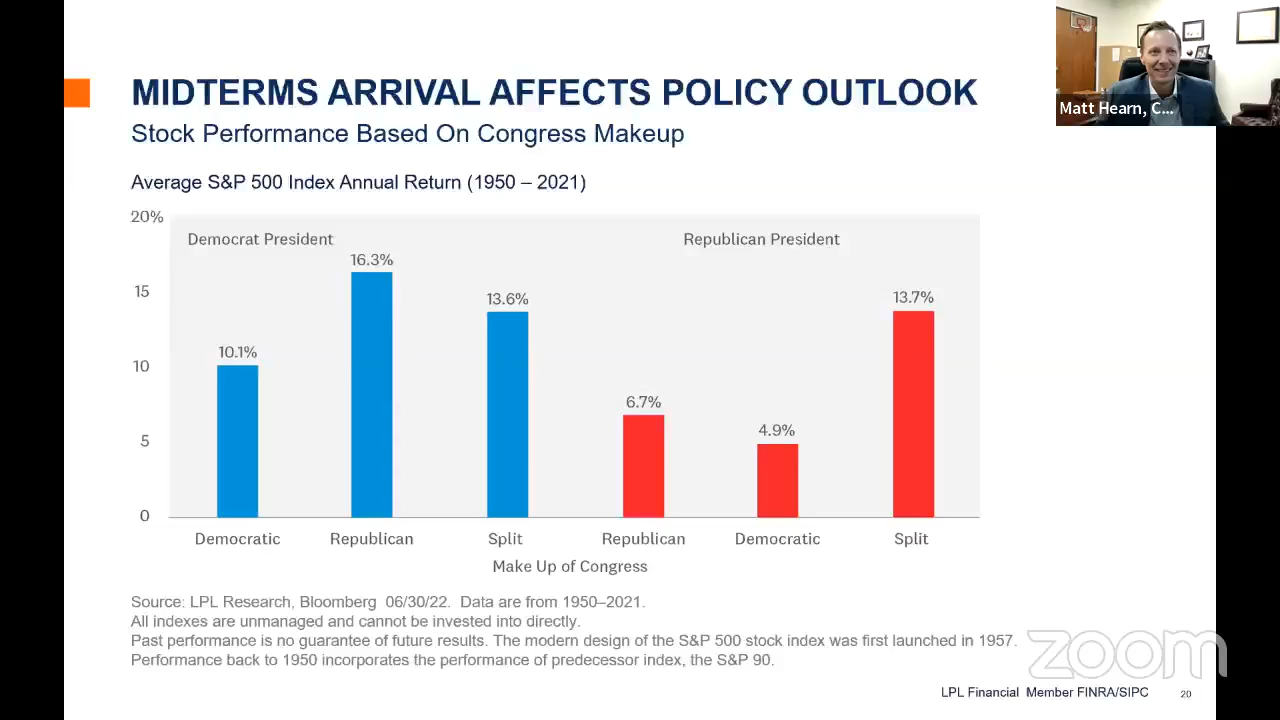 MIDTERMS ARRIVAL AFFECTS POLICY OUTLOOK
Stock Performance Based On Congress Makeup
Matt Hearn, C...
Average S&P 500 Index Annual Return (1950 – 2021)
20%
Democrat President
Republican President
16.3%
15
13.6%
13.7%
10.1%
10
6.7%
4.9%
5
0
Democratic Republican Split Republican Democratic Split
Make Up of Congress
Source: LPL Research, Bloomberg 06/30/22. Data are from 1950–2021.
All indexes are unmanaged and cannot be invested into directly.
Past performance is no guarantee of future results. The modern design of the S&P 500 stock index was first launched in 1957.
Performance back to 1950 incorporates the performance of predecessor index, the S&P 90.
zoom
LPL Financial Member FINRA/SIPC 20